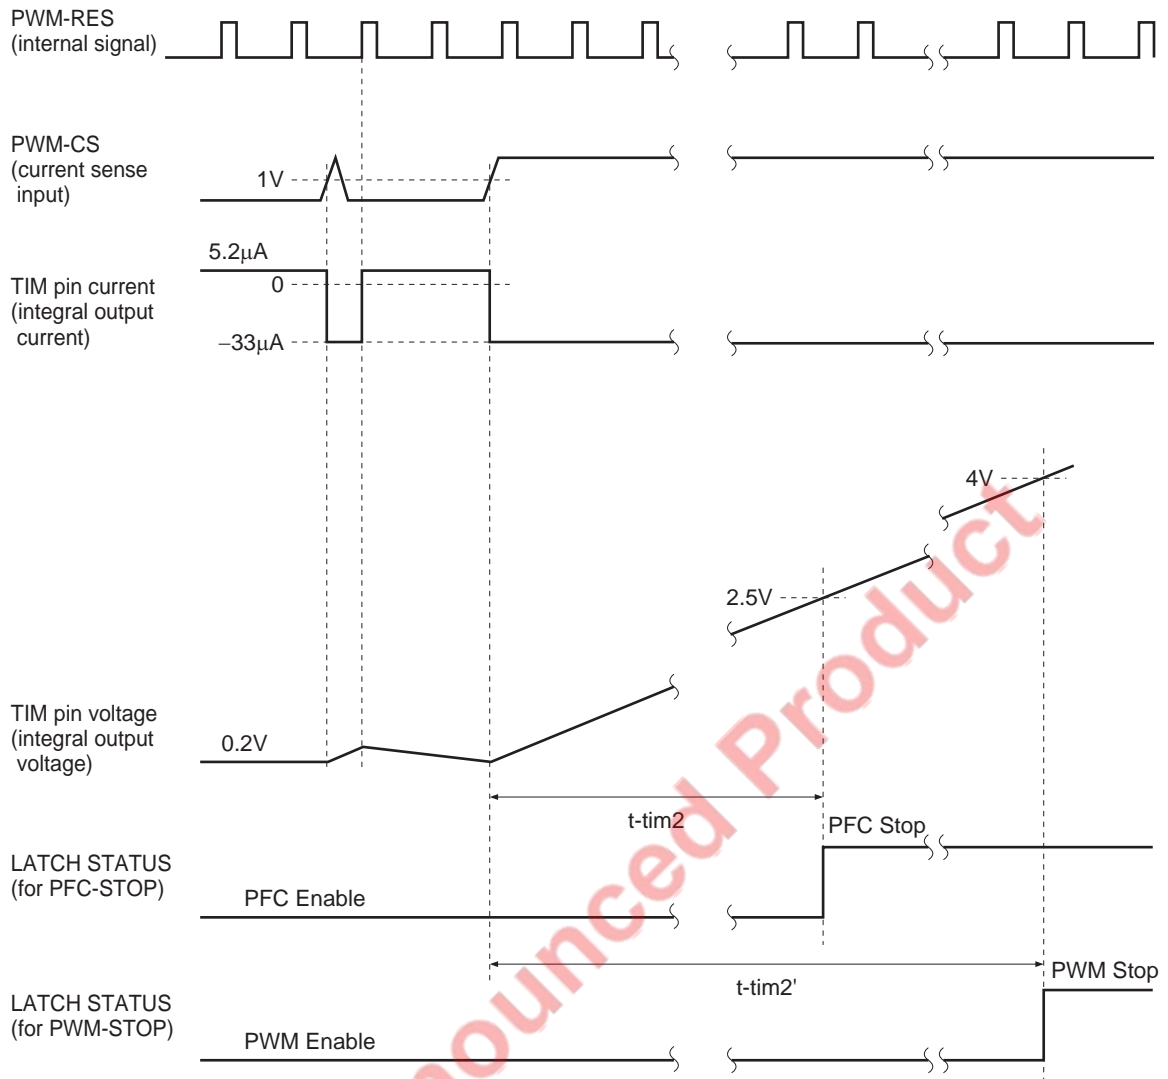 PWM-RES
(internal signal)
PWM-CS
(current sense
input)
1V
5.2μA
TIM pin current
(integral output
current)
0
−33μA
4V
2.5V
TIM pin voltage
(integral output
voltage)
0.2V
t-tim2
PFC Stop
LATCH STATUS
(for PFC-STOP)
PFC Enable
t-tim2'
PWM Stop
LATCH STATUS
(for PWM-STOP)
PWM Enable
Product